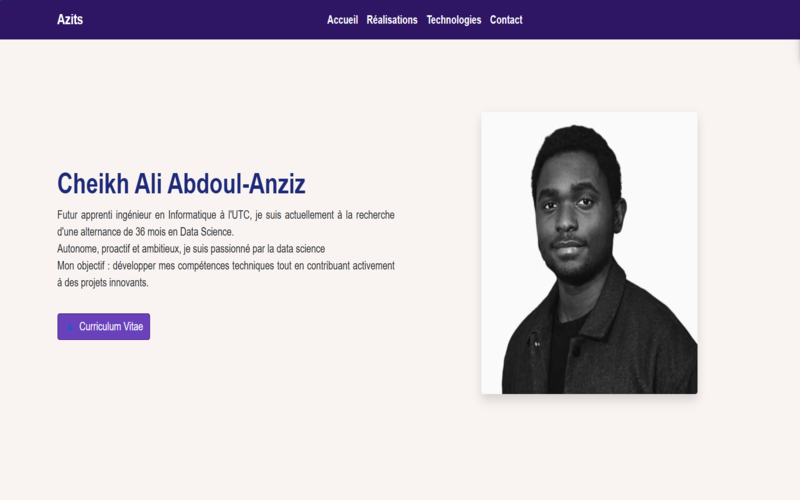 Azits
Accueil Réalisations Technologies Contact
Cheikh Ali Abdoul-Anziz
Futur apprenti ingénieur en Informatique à l'UTC, je suis actuellement à la recherche
d'une alternance de 36 mois en Data Science.
Autonome, proactif et ambitieux, je suis passionné par la data science
Mon objectif : développer mes compétences techniques tout en contribuant activement
à des projets innovants.
Curriculum Vitae